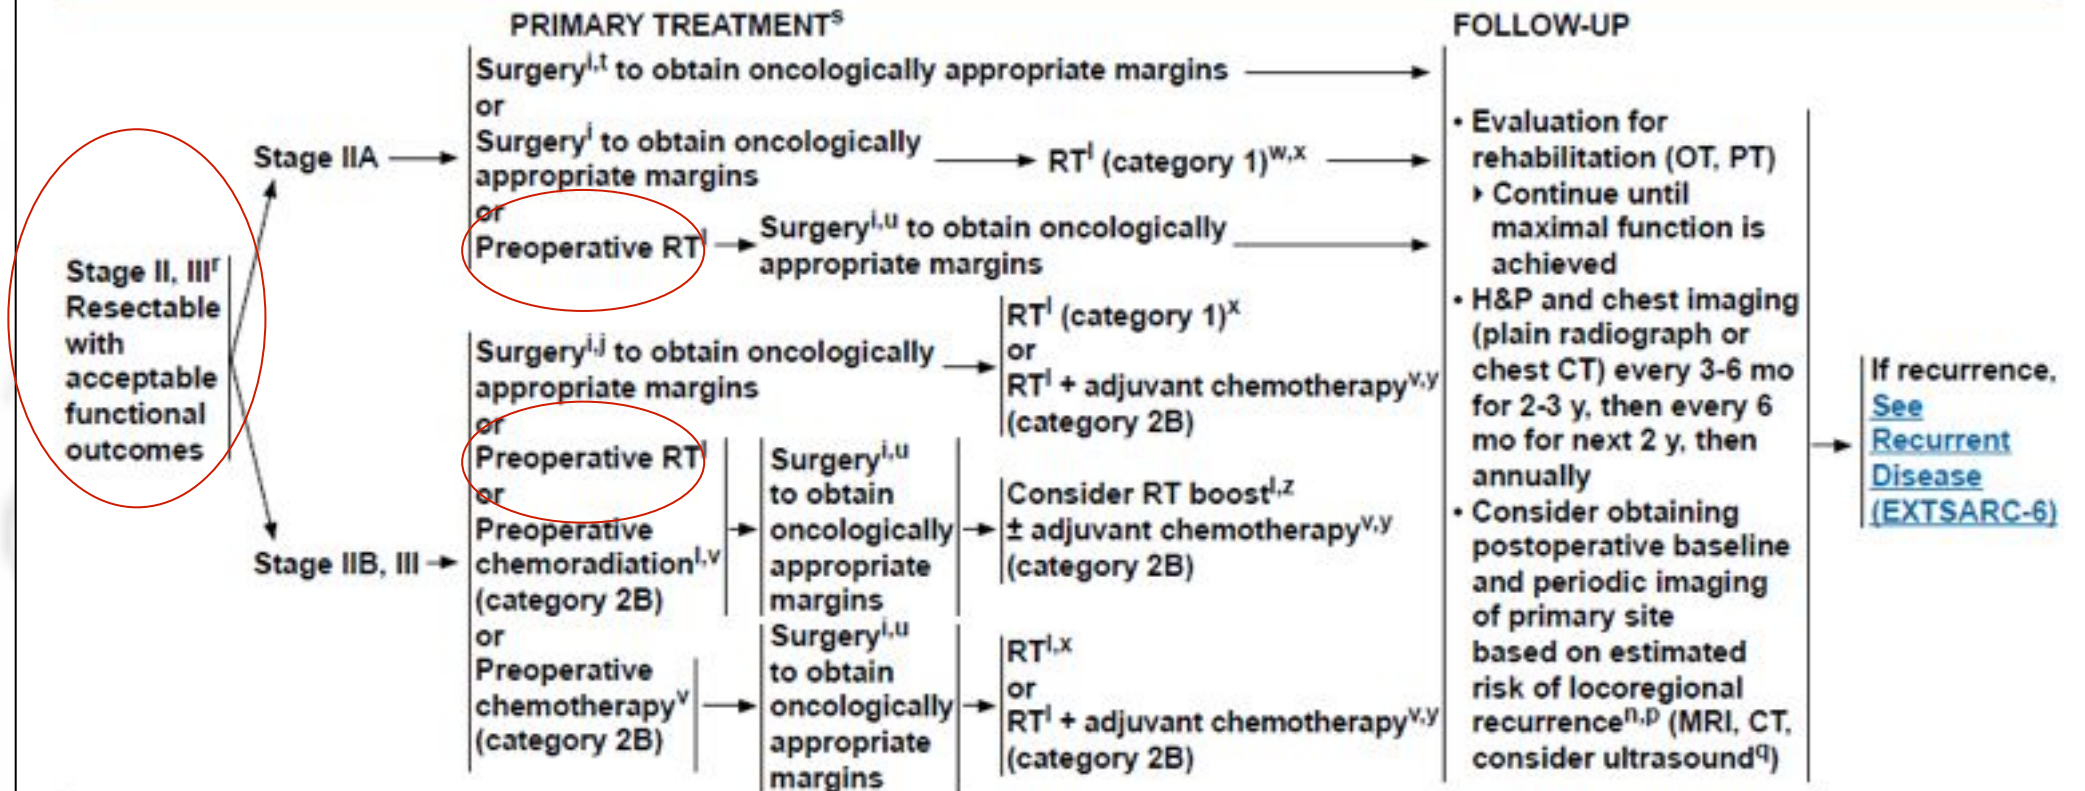 PRIMARY TREATMENTˢ
FOLLOW-UP
Stage II, IIIʳ
Resectable
with
acceptable
functional
outcomes
Stage IIA
Surgeryⁱ,ᵗ to obtain oncologically appropriate margins
or
Surgeryⁱ to obtain oncologically
appropriate margins
RTˡ (category 1)ʷ,ˣ
or
Preoperative RTˡ
Surgeryⁱ,ᵘ to obtain oncologically
appropriate margins
Stage IIB, III
Surgeryⁱ,ʲ to obtain oncologically
appropriate margins
RTˡ (category 1)ˣ
or
RTˡ + adjuvant chemotherapyᵛ,ʸ
(category 2B)
or
Preoperative RTˡ
or
Preoperative
chemoradiationˡ,ᵛ
(category 2B)
Surgeryⁱ,ᵘ
to obtain
oncologically
appropriate
margins
Consider RT boostˡ,ᶻ
± adjuvant chemotherapyᵛ,ʸ
(category 2B)
or
Preoperative
chemotherapyᵛ
(category 2B)
Surgeryⁱ,ᵘ
to obtain
oncologically
appropriate
margins
RTˡ,ˣ
or
RTˡ + adjuvant chemotherapyᵛ,ʸ
(category 2B)
• Evaluation for
rehabilitation (OT, PT)
‣ Continue until
maximal function is
achieved
• H&P and chest imaging
(plain radiograph or
chest CT) every 3-6 mo
for 2-3 y, then every 6
mo for next 2 y, then
annually
• Consider obtaining
postoperative baseline
and periodic imaging
of primary site
based on estimated
risk of locoregional
recurrenceⁿ,ᵖ (MRI, CT,
consider ultrasound𐞥)
If recurrence,
See
Recurrent
Disease
(EXTSARC-6)